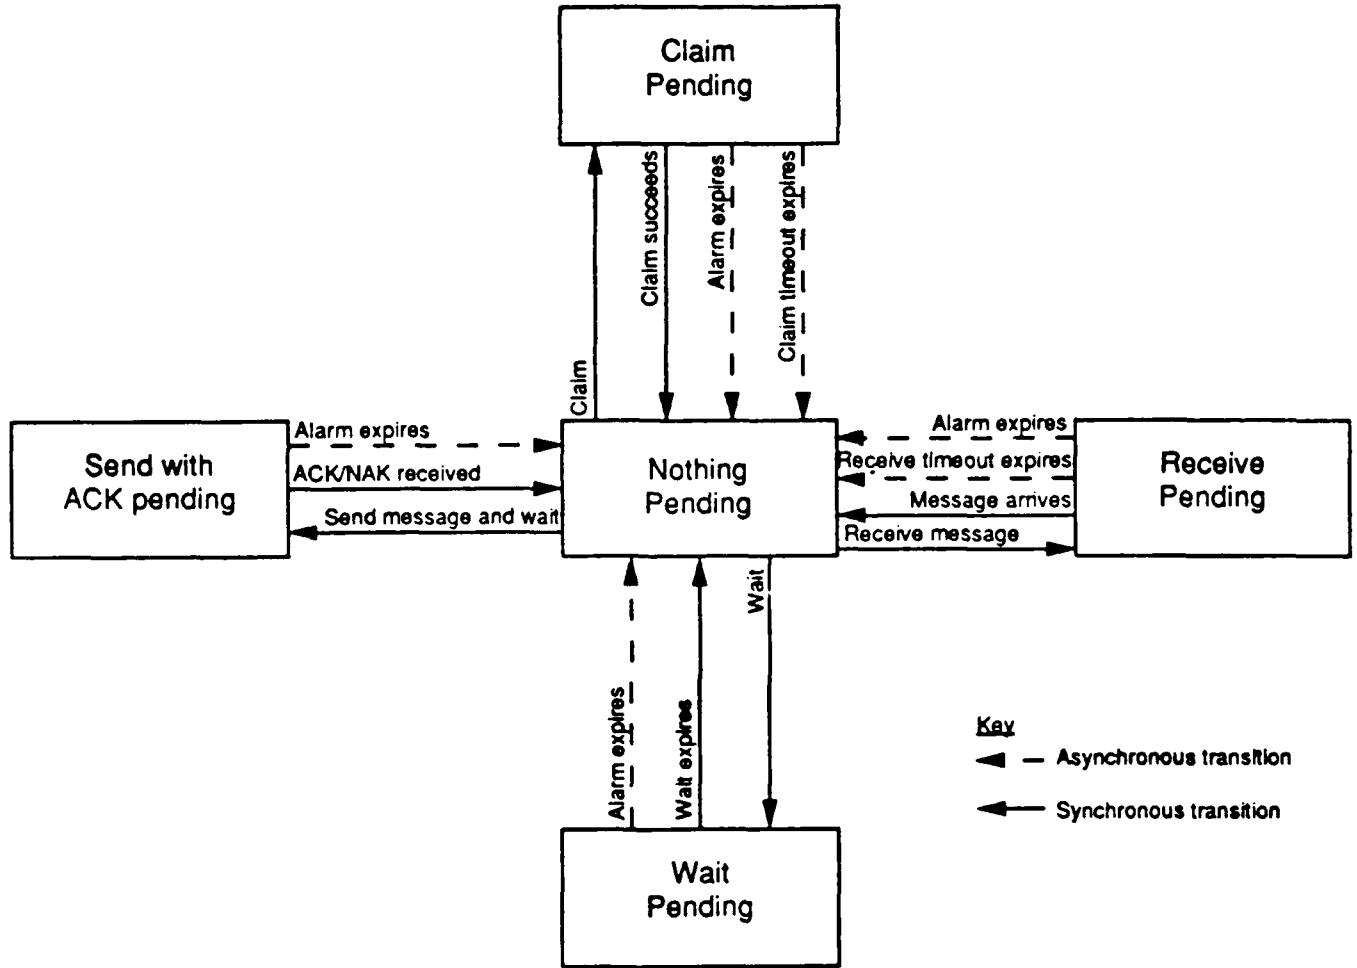 Claim
Pending
Claim
Claim succeeds
Alarm expires
Claim timeout expires
Send with
ACK pending
Alarm expires
ACK/NAK received
Send message and wait
Nothing
Pending
Alarm expires
Receive timeout expires
Message arrives
Receive message
Receive
Pending
Alarm expires
Wait expires
Wait
Wait
Pending
Key
Asynchronous transition
Synchronous transition